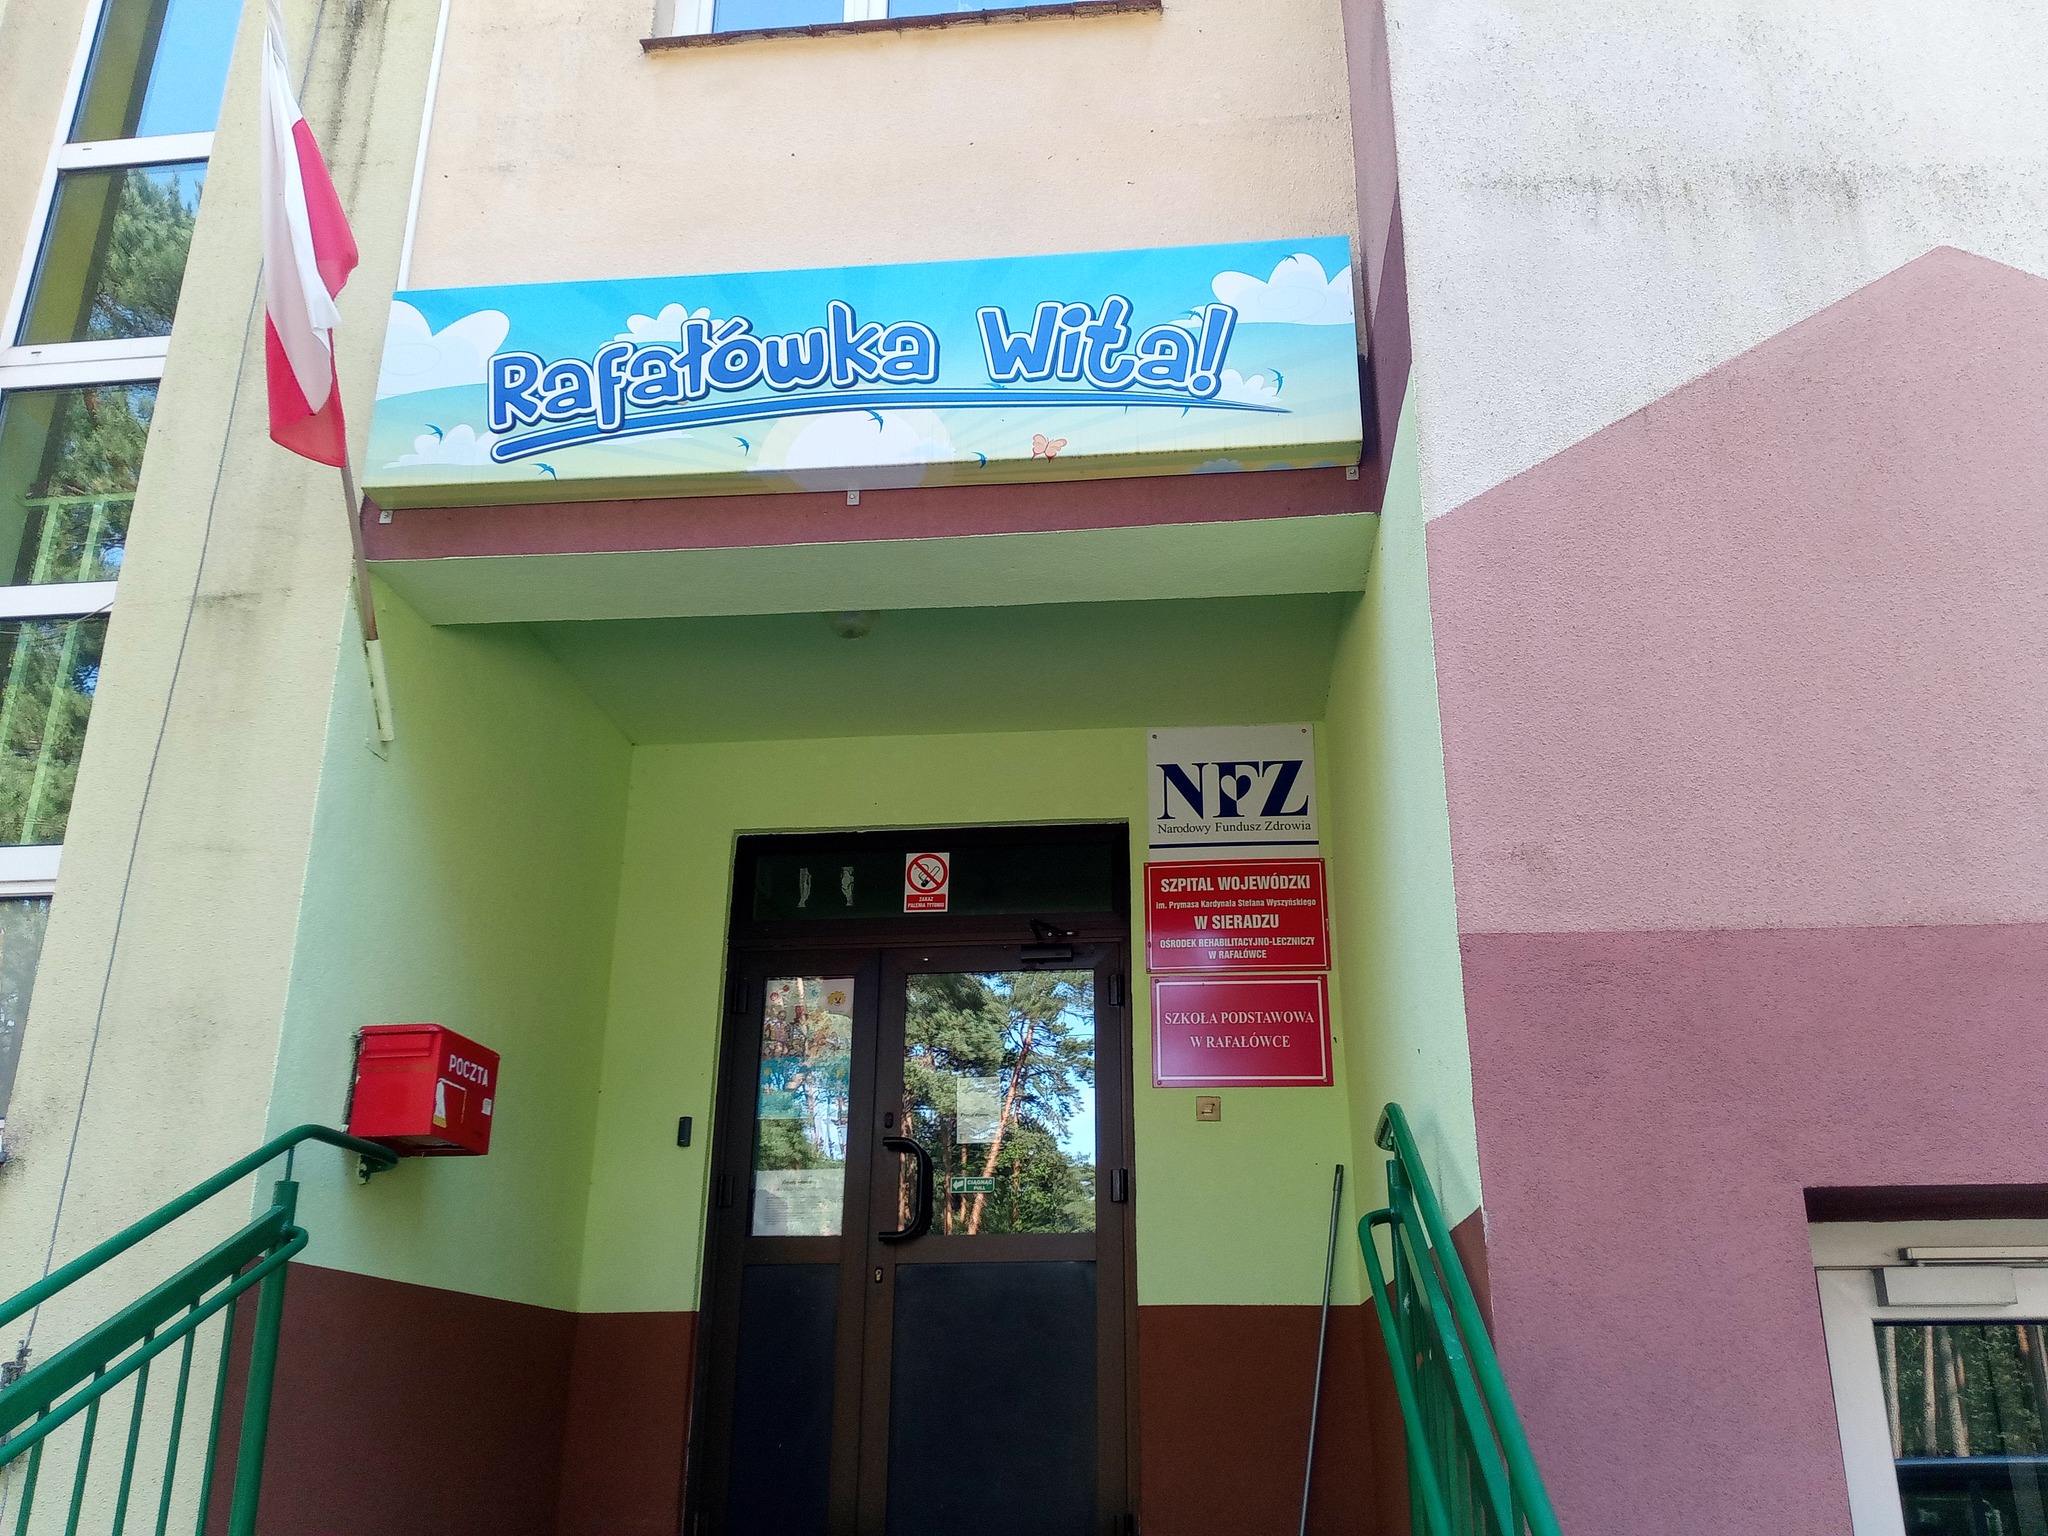 Rafałówka Wita!
NFZ
Narodowy Fundusz Zdrowia
SZPITAL WOJEWÓDZKI
im. Prymasa Kardynała Stefana Wyszyńskiego
W SIERADZU
OŚRODEK REHABILITACYJNO-LECZNICZY
W RAFAŁÓWCE
SZKOŁA PODSTAWOWA
W RAFAŁÓWCE
ZAKAZ
PALENIA TYTONIU
POCZTA
CIĄGNĄĆ
PULL